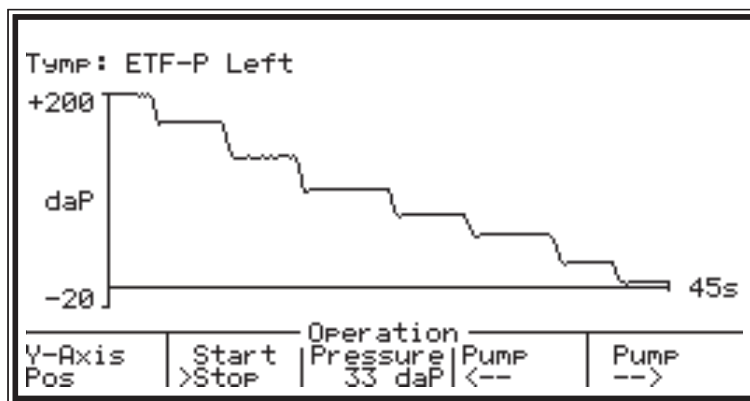 Tymp: ETF-P Left
+200
daP
-20
45s
Operation
Y-Axis Start Pressure Pump Pump
Pos >Stop 33 daP <-- -->